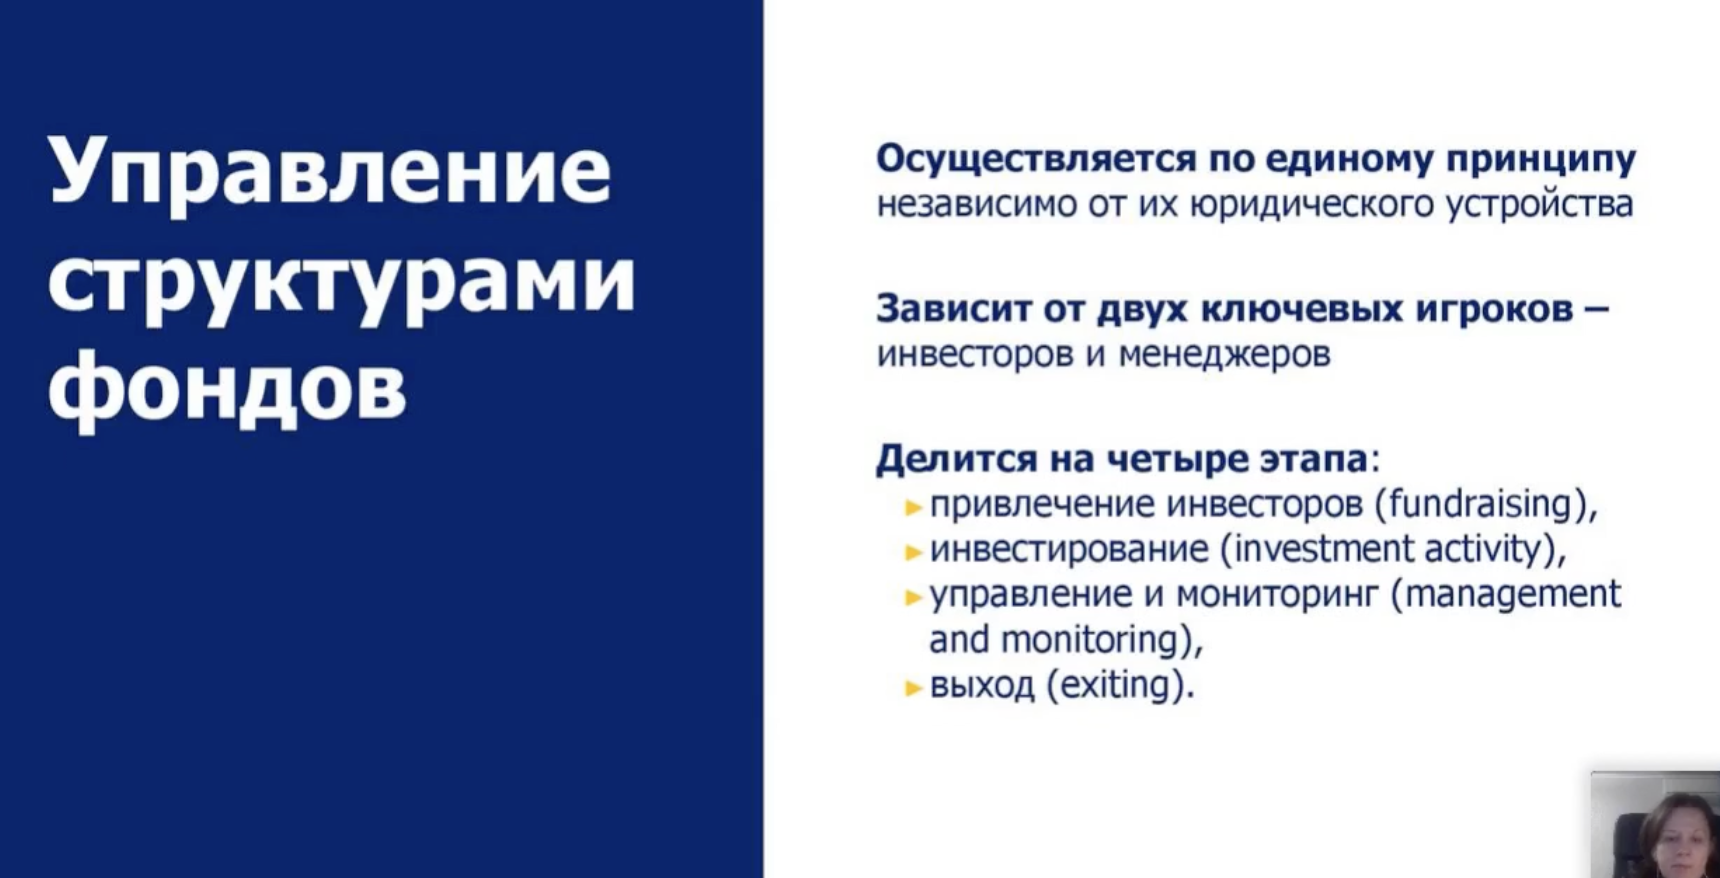 Управление
структурами
фондов
Осуществляется по единому принципу
независимо от их юридического устройства
Зависит от двух ключевых игроков –
инвесторов и менеджеров
Делится на четыре этапа:
►привлечение инвесторов (fundraising),
►инвестирование (investment activity),
►управление и мониторинг (management
and monitoring),
►выход (exiting).